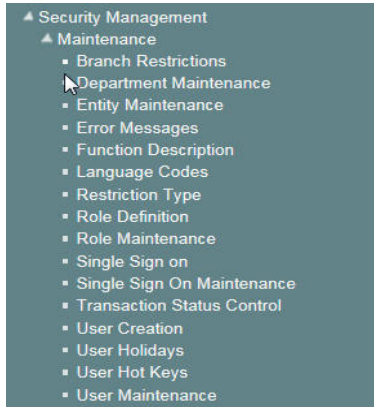 Security Management
Maintenance
Branch Restrictions
Department Maintenance
Entity Maintenance
Error Messages
Function Description
Language Codes
Restriction Type
Role Definition
Role Maintenance
Single Sign on
Single Sign On Maintenance
Transaction Status Control
User Creation
User Holidays
User Hot Keys
User Maintenance